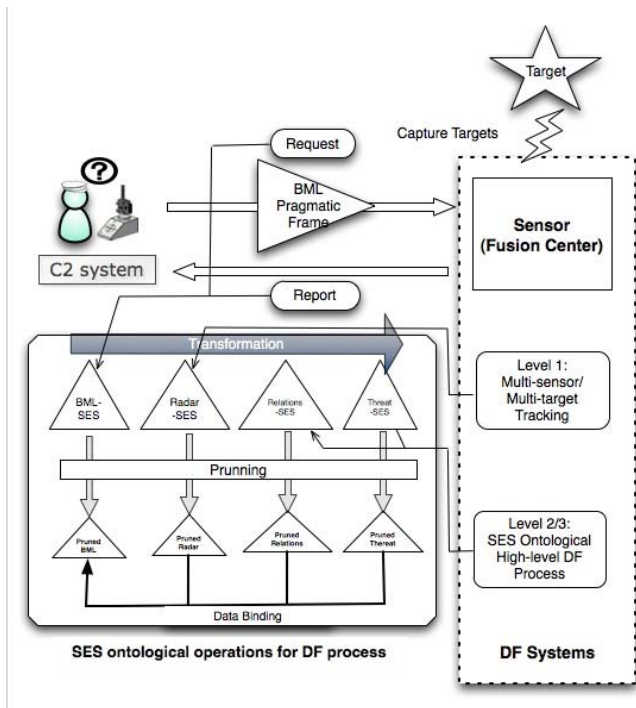 Target
Capture Targets
Request
BML
Pragmatic
Frame
Sensor
(Fusion Center)
?
C2 system
Report
Transformation
BML-
SES
Radar
-SES
Relations
-SES
Threat
-SES
Level 1:
Multi-sensor/
Multi-target
Tracking
Prunning
Pruned
BML
Pruned
Radar
Pruned
Relations
Pruned
Threat
Level 2/3:
SES Ontological
High-level DF
Process
Data Binding
SES ontological operations for DF process
DF Systems